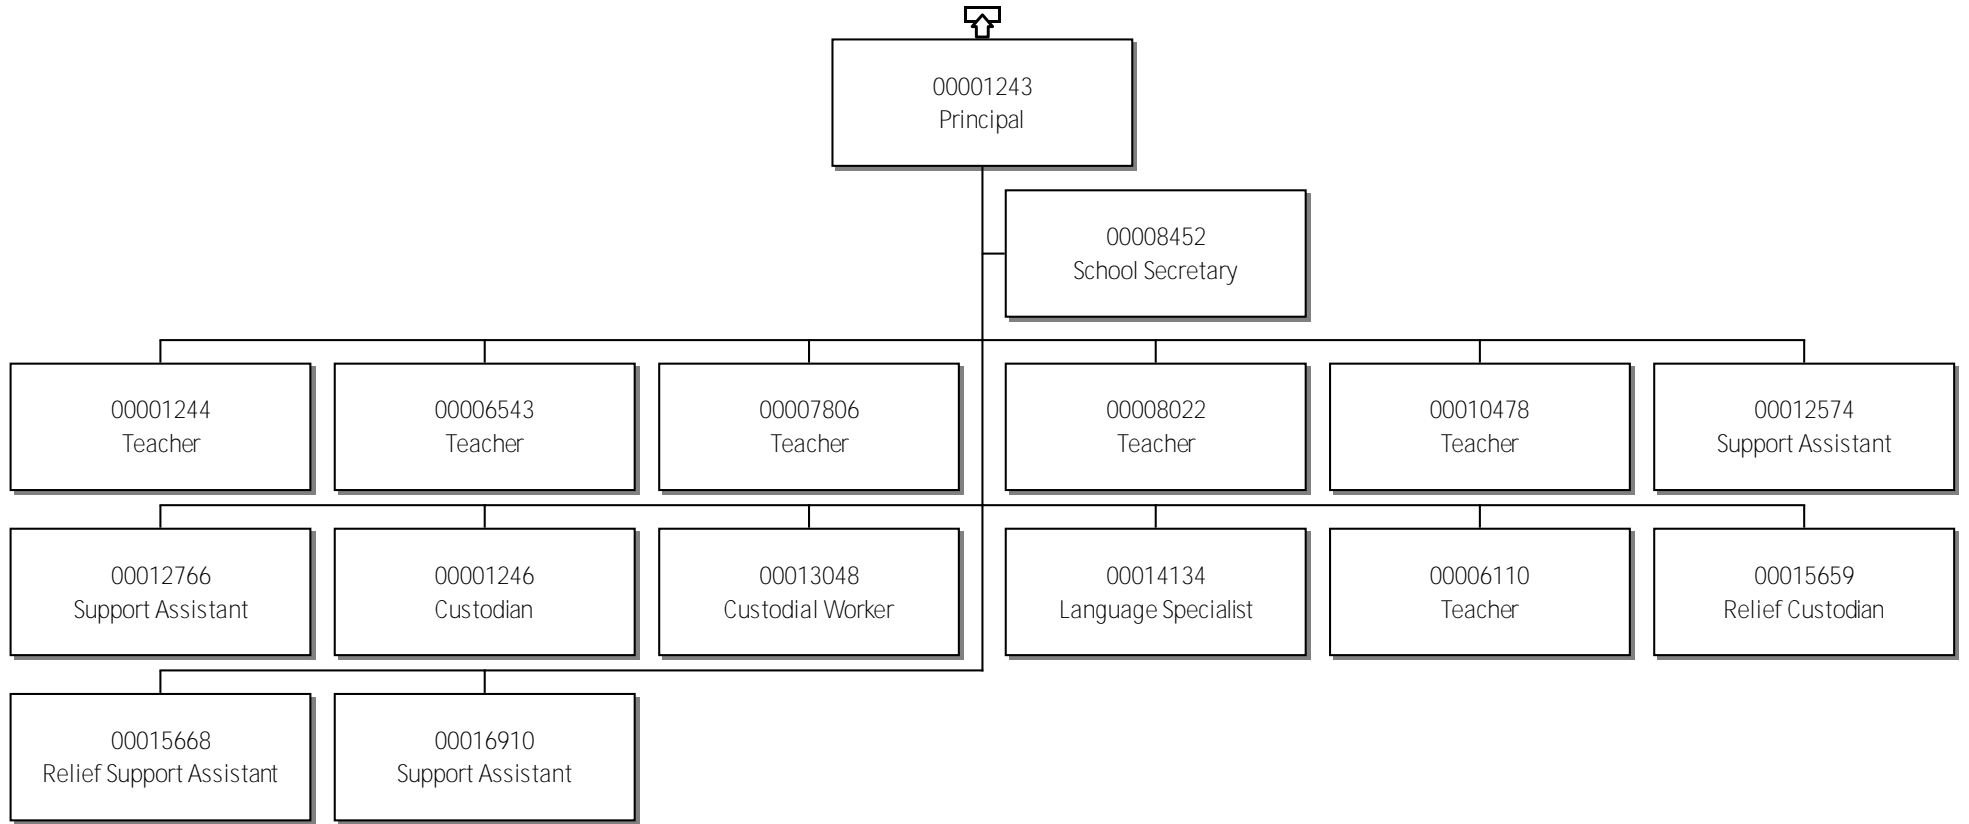 00001243
Principal
00008452
School Secretary
00001244
Teacher
00006543
Teacher
00007806
Teacher
00008022
Teacher
00010478
Teacher
00012574
Support Assistant
00012766
Support Assistant
00001246
Custodian
00013048
Custodial Worker
00014134
Language Specialist
00006110
Teacher
00015659
Relief Custodian
00015668
Relief Support Assistant
00016910
Support Assistant